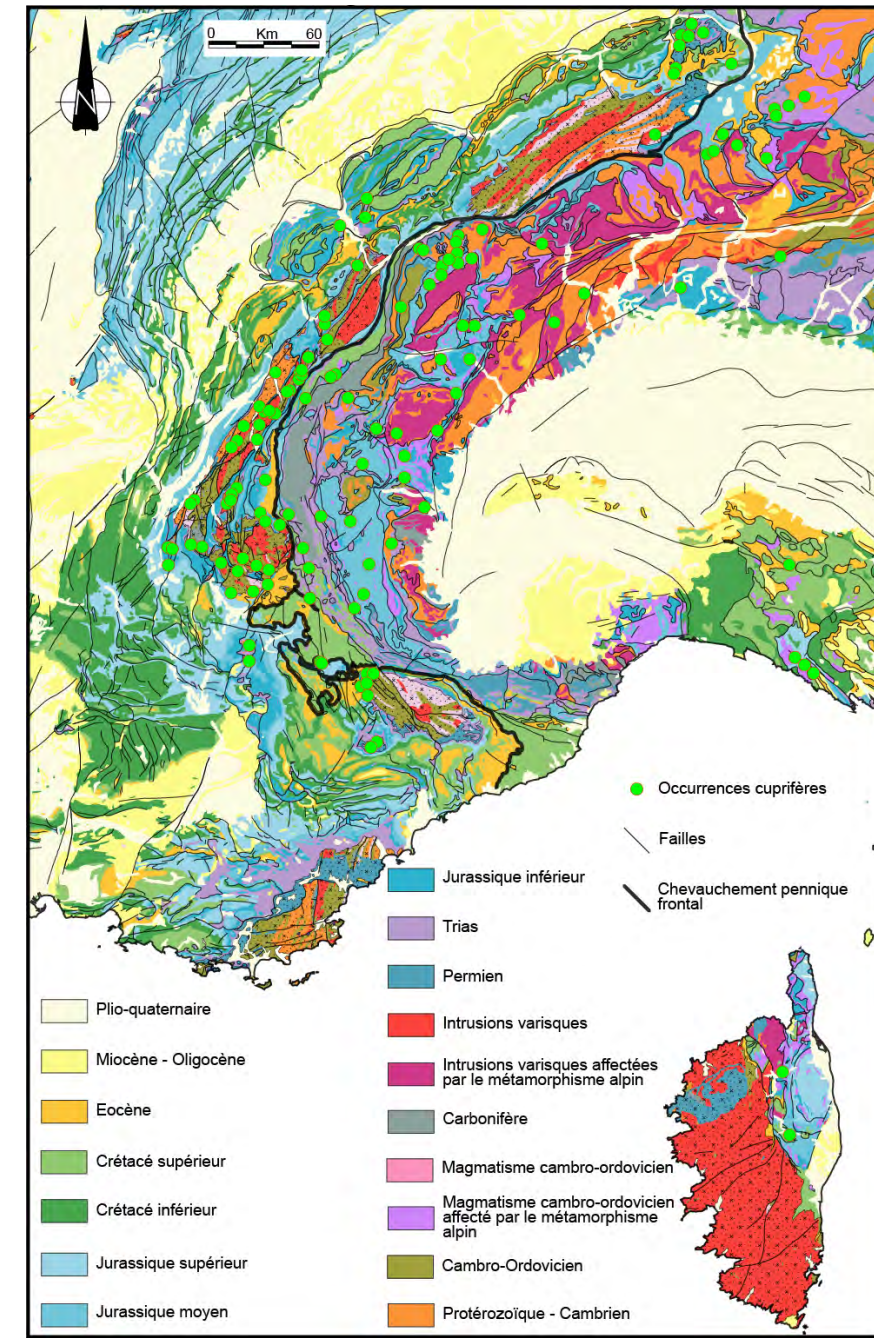 0 Km 60
N
Occurrences cuprifères
Failles
Chevauchement pennique
frontal
Jurassique inférieur
Trias
Permien
Intrusions varisques
Intrusions varisques affectées
par le métamorphisme alpin
Carbonifère
Magmatisme cambro-ordovicien
Magmatisme cambro-ordovicien
affecté par le métamorphisme
alpin
Cambro-Ordovicien
Protérozoïque - Cambrien
Plio-quaternaire
Miocène - Oligocène
Eocène
Crétacé supérieur
Crétacé inférieur
Jurassique supérieur
Jurassique moyen